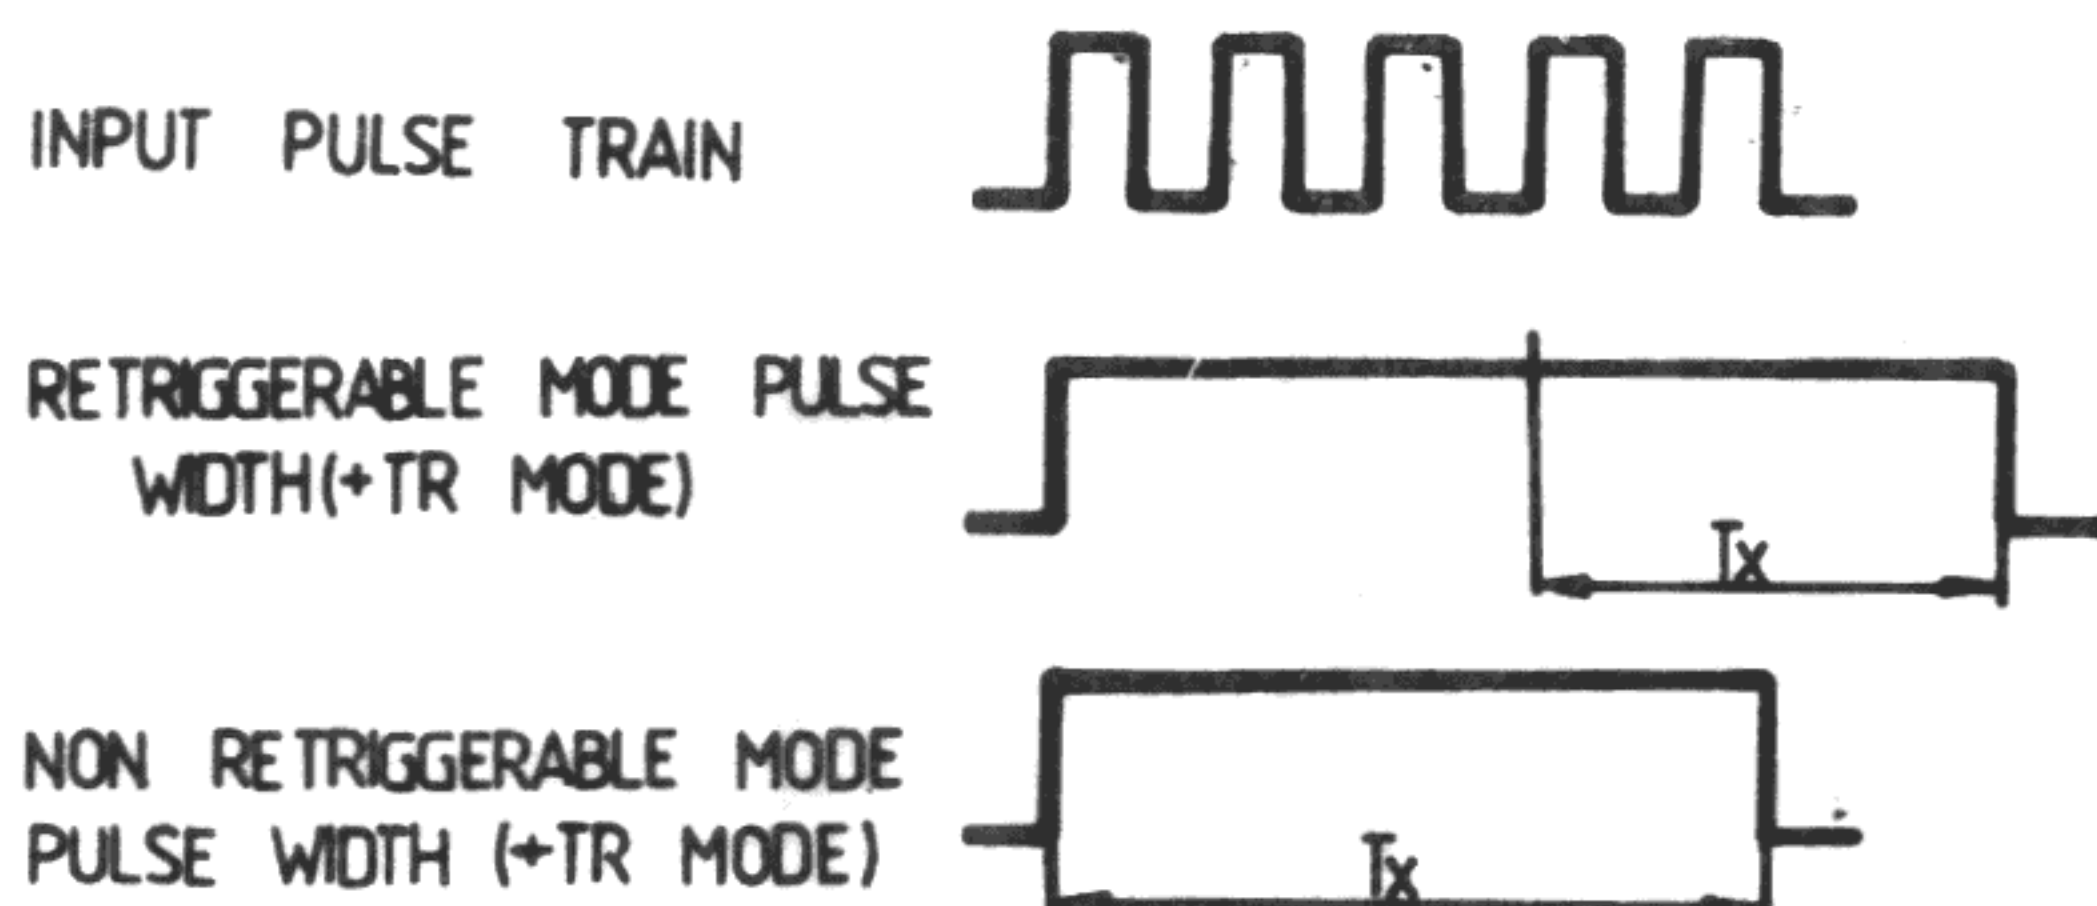 INPUT PULSE TRAIN
RETRIGGERABLE MODE PULSE
WIDTH(+TR MODE)
Tx
NON RETRIGGERABLE MODE
PULSE WIDTH (+TR MODE)
Tx